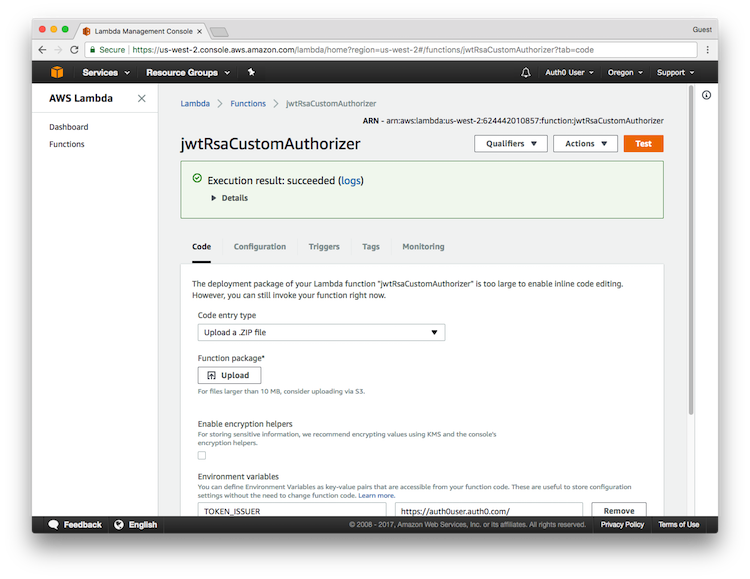 Lambda Management Console
Guest
Secure https://us-west-2.console.aws.amazon.com/lambda/home?region=us-west-2#/functions/jwtRsaCustomAuthorizer?tab=code
Services Resource Groups Auth0 User Oregon Support
AWS Lambda
Dashboard
Functions
Lambda Functions jwtRsaCustomAuthorizer
ARN - arn:aws:lambda:us-west-2:624442010857:function:jwtRsaCustomAuthorizer
jwtRsaCustomAuthorizer
Qualifiers Actions Test
Execution result: succeeded (logs)
Details
Code Configuration Triggers Tags Monitoring
The deployment package of your Lambda function "jwtRsaCustomAuthorizer" is too large to enable inline code editing.
However, you can still invoke your function right now.
Code entry type
Upload a .ZIP file
Function package*
Upload
For files larger than 10 MB, consider uploading via S3.
Enable encryption helpers
For storing sensitive information, we recommend encrypting values using KMS and the console's
encryption helpers.
Environment variables
You can define Environment Variables as key-value pairs that are accessible from your function code. These are useful to store configuration
settings without the need to change function code. Learn more.
TOKEN_ISSUER https://auth0user.auth0.com/ Remove
Feedback English © 2008 - 2017, Amazon Web Services, Inc. or its affiliates. All rights reserved. Privacy Policy Terms of Use